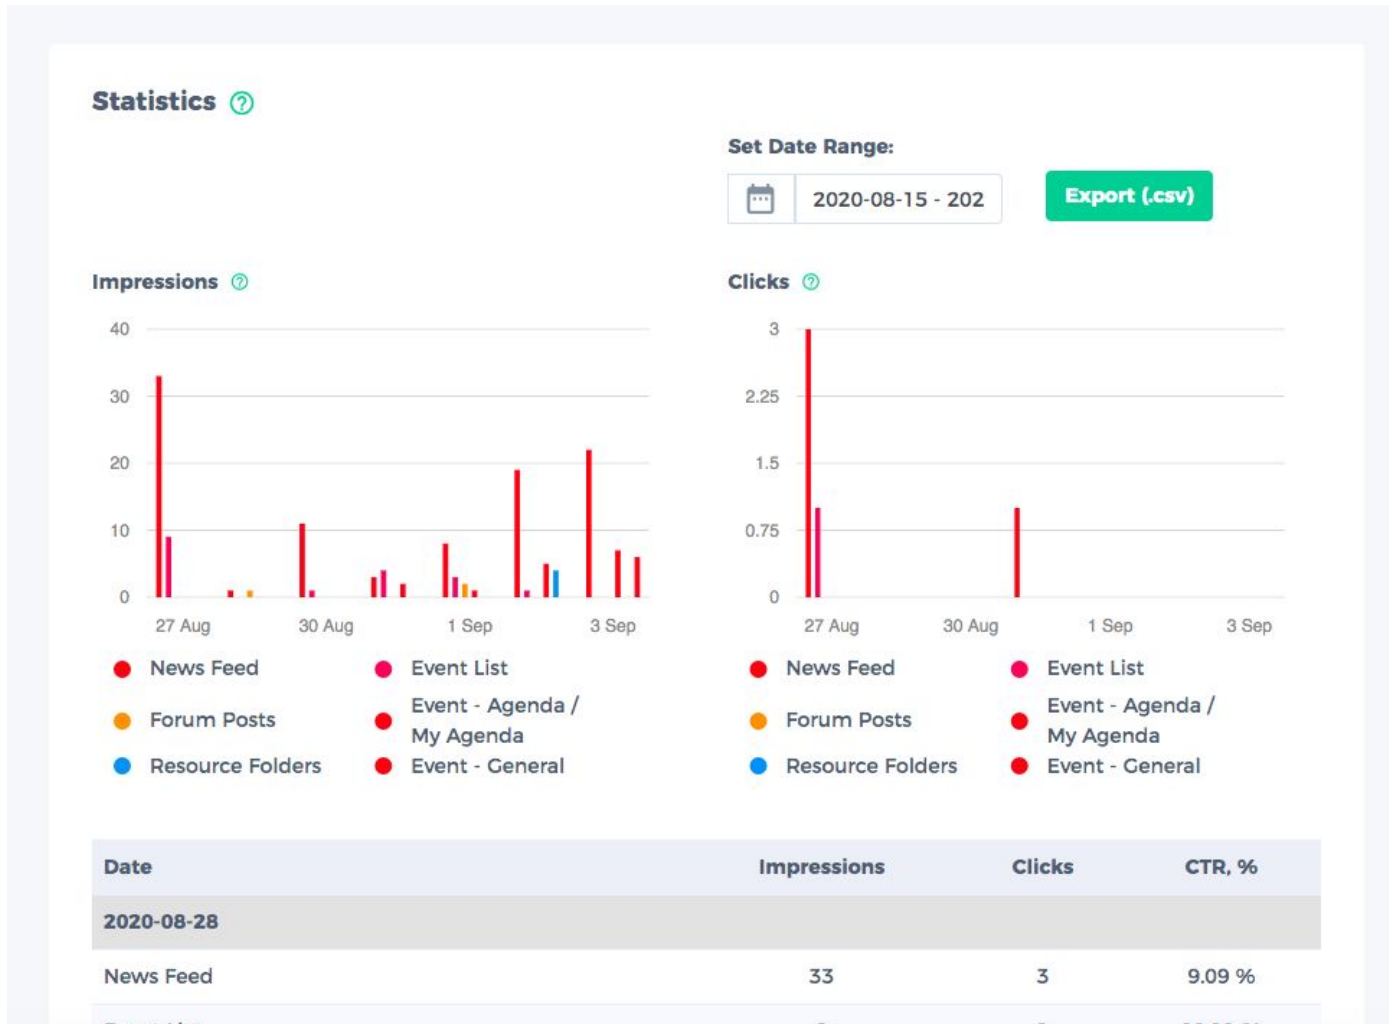 Statistics ?
Set Date Range:
2020-08-15 - 202
Export (.csv)
Impressions ?
40
30
20
10
0
27 Aug 30 Aug 1 Sep 3 Sep
News Feed Event List
Forum Posts Event - Agenda /
My Agenda
Resource Folders Event - General
Clicks ?
3
2.25
1.5
0.75
0
27 Aug 30 Aug 1 Sep 3 Sep
News Feed Event List
Forum Posts Event - Agenda /
My Agenda
Resource Folders Event - General
Date Impressions Clicks CTR, %
2020-08-28
News Feed 33 3 9.09 %